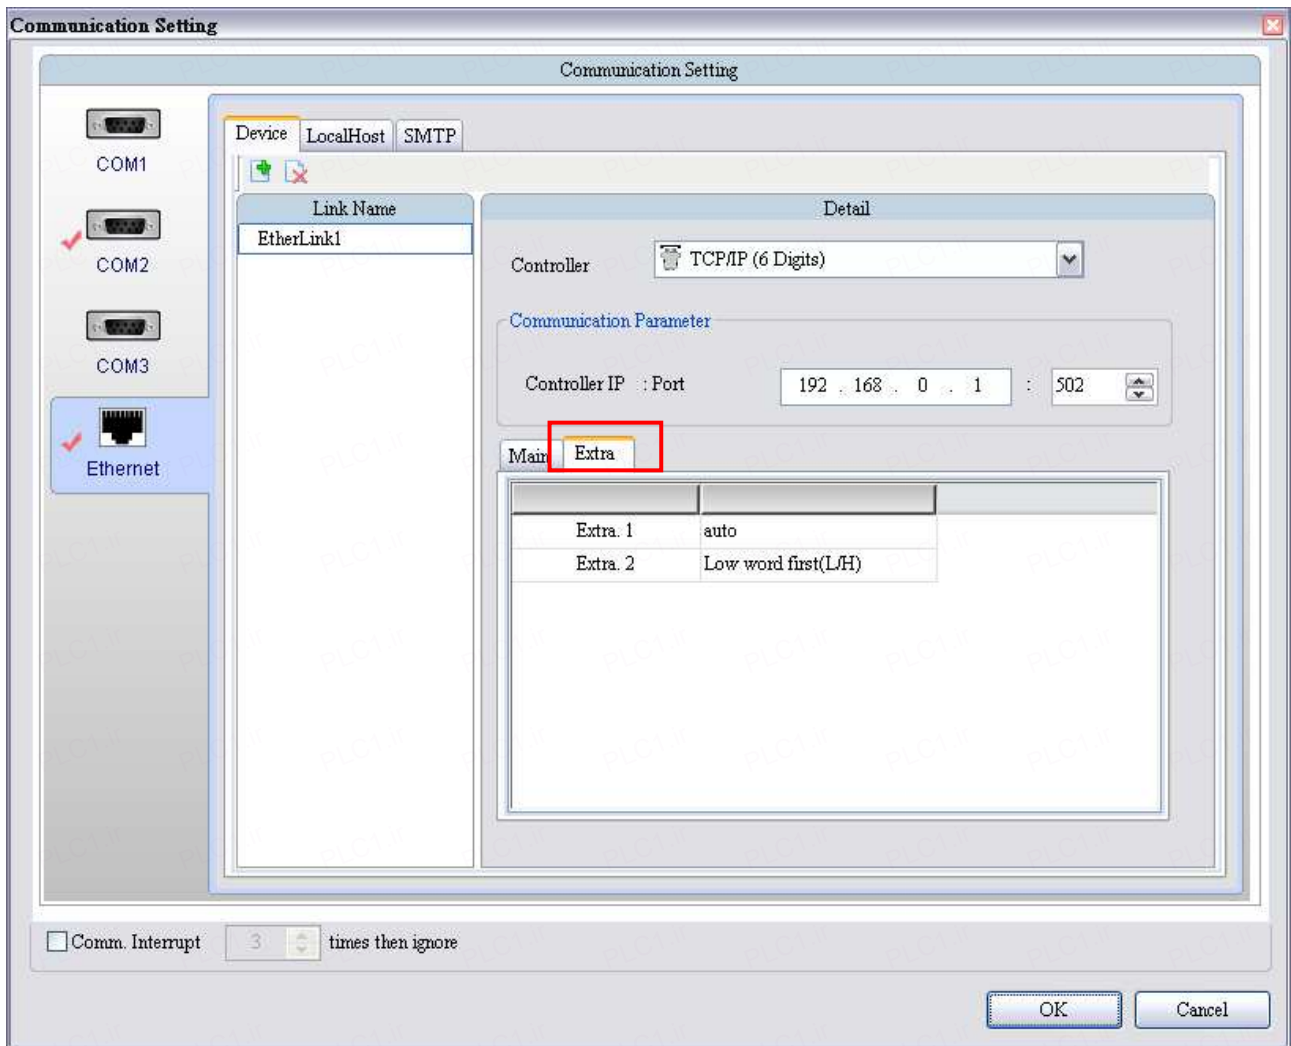 Communication Setting
Communication Setting
COM1
COM2
COM3
Ethernet
Device LocalHost SMTP
Link Name
EtherLink1
Detail
Controller TCP/IP (6 Digits)
Communication Parameter
Controller IP : Port 192 . 168 . 0 . 1 : 502
Main Extra
Extra. 1 auto
Extra. 2 Low word first(L/H)
Comm. Interrupt 3 times then ignore
OK Cancel